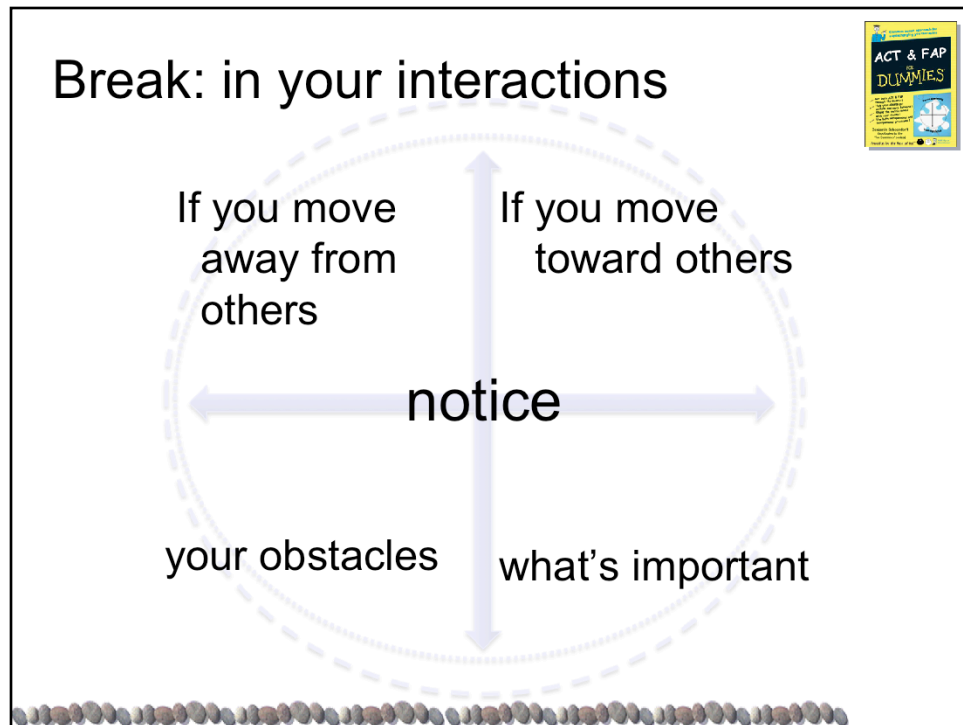 Break: in your interactions
ACT & FAP
FOR
DUMMIES
If you move
away from
others
If you move
toward others
notice
your obstacles
what’s important